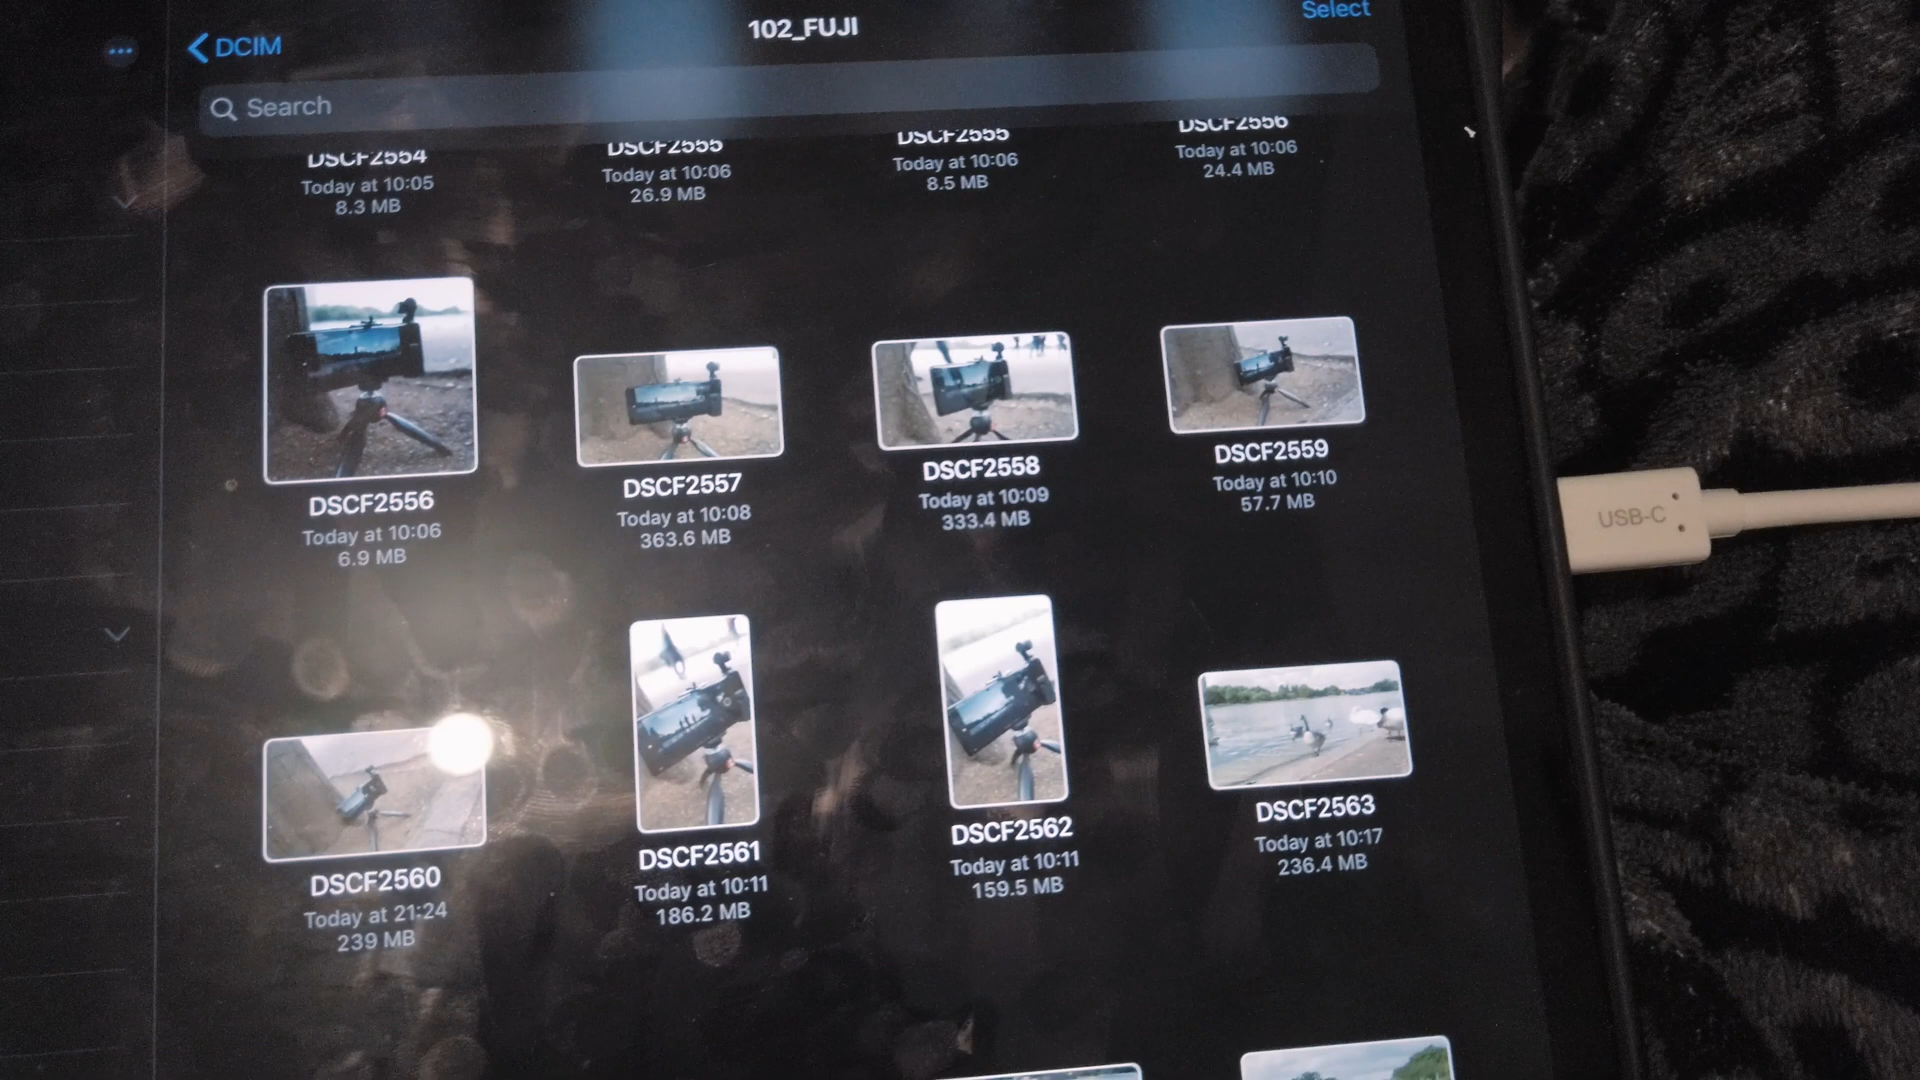 DCIM
102_FUJI
Select
Search
DSCF2554
Today at 10:05
8.3 MB
DSCF2555
Today at 10:06
26.9 MB
DSCF2555
Today at 10:06
8.5 MB
DSCF2556
Today at 10:06
24.4 MB
DSCF2556
Today at 10:06
6.9 MB
DSCF2557
Today at 10:08
363.6 MB
DSCF2558
Today at 10:09
333.4 MB
DSCF2559
Today at 10:10
57.7 MB
DSCF2560
Today at 21:24
239 MB
DSCF2561
Today at 10:11
186.2 MB
DSCF2562
Today at 10:11
159.5 MB
DSCF2563
Today at 10:17
236.4 MB
USB-C